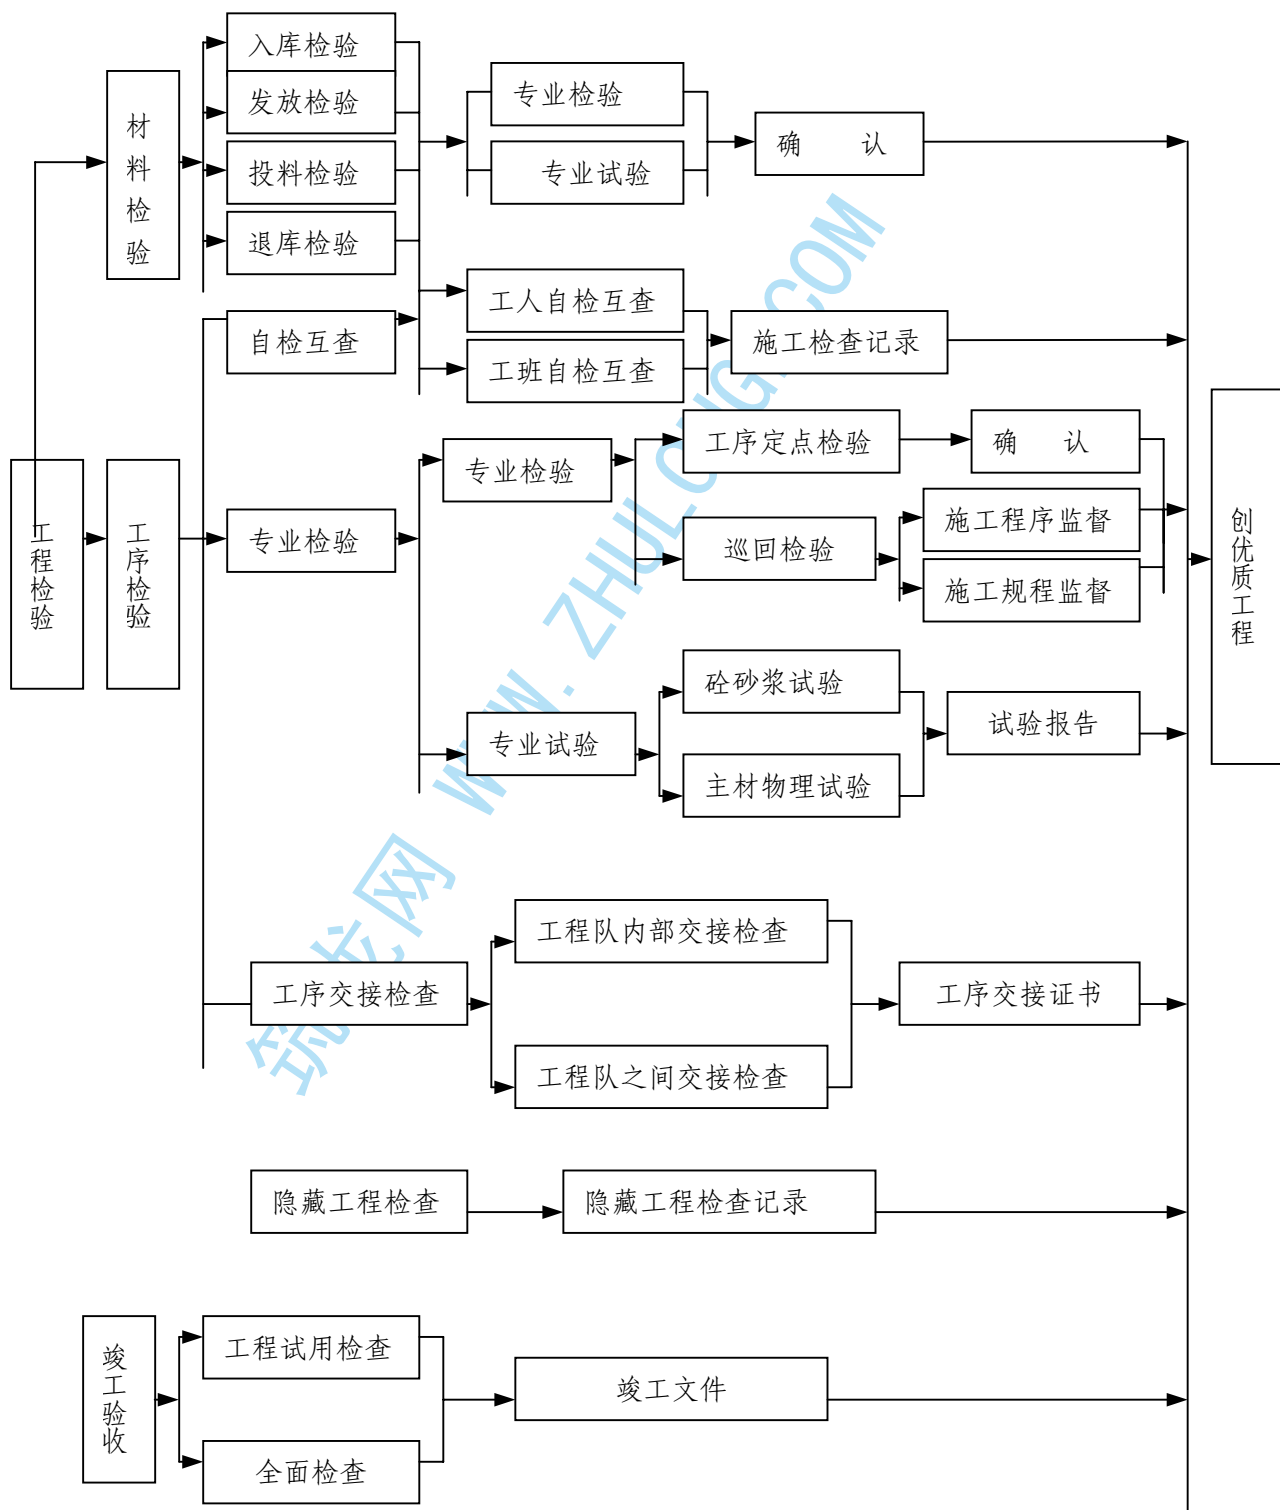 入库检验
发放检验
投料检验
退库检验
材料检验
专业检验
专业试验
确 认
自检互查
工人自检互查
工班自检互查
施工检查记录
工程检验
工序检验
专业检验
专业检验
工序定点检验
确 认
巡回检验
施工程序监督
施工规程监督
创优质工程
专业试验
砼砂浆试验
主材物理试验
试验报告
工序交接检查
工程队内部交接检查
工程队之间交接检查
工序交接证书
隐藏工程检查
隐藏工程检查记录
竣工验收
工程试用检查
全面检查
竣工文件
筑龙网 WWW.ZHULONG.COM